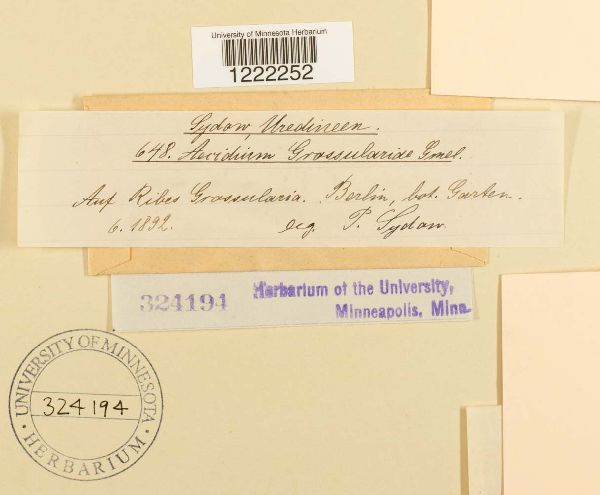 University of Minnesota Herbarium
1222252
Sydow, Uredineen.
648. Aecidium Grossulariae Gmel.
Auf Ribes Grossularia. Berlin, bot. Garten.
6. 1892. leg. P. Sydow.
324194 Herbarium of the University,
Minneapolis, Minn.
UNIVERSITY OF MINNESOTA
324194
HERBARIUM